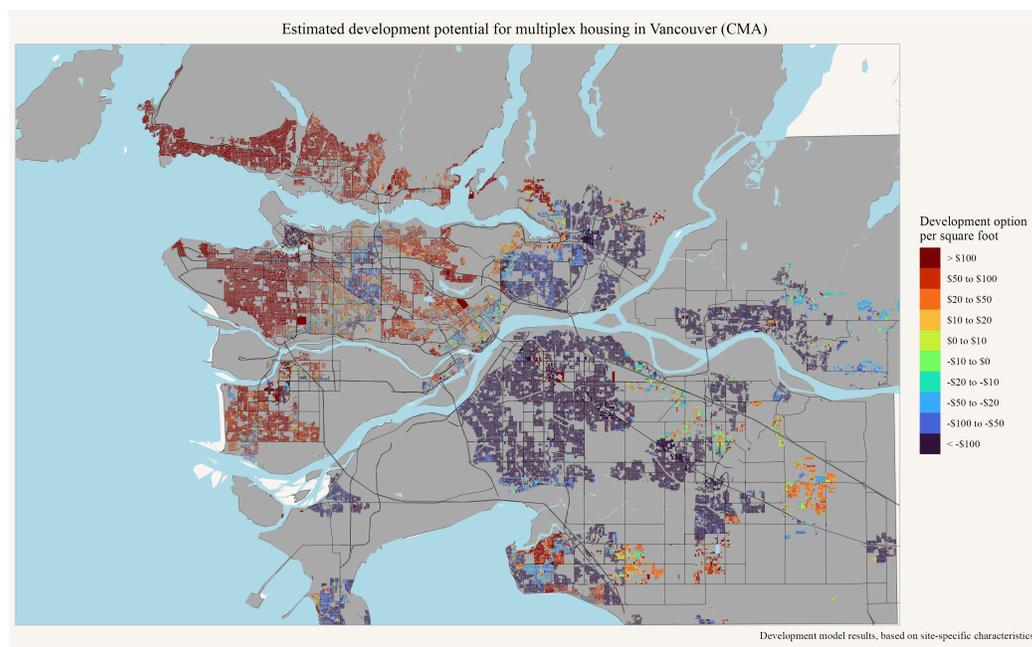 Estimated development potential for multiplex housing in Vancouver (CMA)
Development option
per square foot
> $100
$50 to $100
$20 to $50
$10 to $20
$0 to $10
-$10 to $0
-$20 to -$10
-$50 to -$20
-$100 to -$50
< -$100
Development model results, based on site-specific characteristics